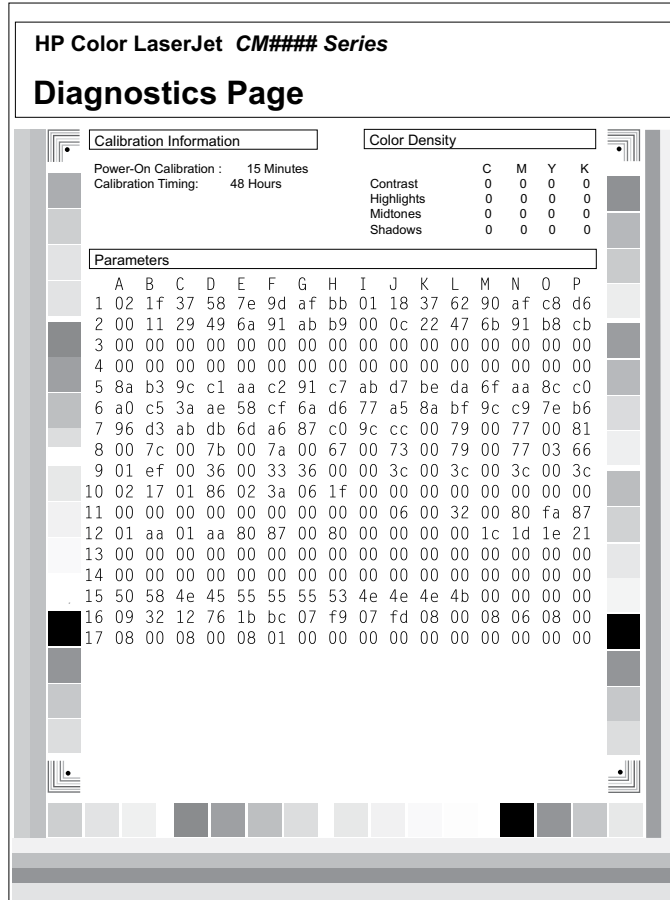 HP Color LaserJet CM#### Series
Diagnostics Page
Calibration Information
Power-On Calibration : 15 Minutes
Calibration Timing: 48 Hours
Color Density
C M Y K
Contrast 0 0 0 0
Highlights 0 0 0 0
Midtones 0 0 0 0
Shadows 0 0 0 0
Parameters
A B C D E F G H I J K L M N O P
1 02 1f 37 58 7e 9d af bb 01 18 37 62 90 af c8 d6
2 00 11 29 49 6a 91 ab b9 00 0c 22 47 6b 91 b8 cb
3 00 00 00 00 00 00 00 00 00 00 00 00 00 00 00 00
4 00 00 00 00 00 00 00 00 00 00 00 00 00 00 00 00
5 8a b3 9c c1 aa c2 91 c7 ab d7 be da 6f aa 8c c0
6 a0 c5 3a ae 58 cf 6a d6 77 a5 8a bf 9c c9 7e b6
7 96 d3 ab db 6d a6 87 c0 9c cc 00 79 00 77 00 81
8 00 7c 00 7b 00 7a 00 67 00 73 00 79 00 77 03 66
9 01 ef 00 36 00 33 36 00 00 3c 00 3c 00 3c 00 3c
10 02 17 01 86 02 3a 06 1f 00 00 00 00 00 00 00 00
11 00 00 00 00 00 00 00 00 00 06 00 32 00 80 fa 87
12 01 aa 01 aa 80 87 00 80 00 00 00 00 1c 1d 1e 21
13 00 00 00 00 00 00 00 00 00 00 00 00 00 00 00 00
14 00 00 00 00 00 00 00 00 00 00 00 00 00 00 00 00
15 50 58 4e 45 55 55 55 53 4e 4e 4e 4b 00 00 00 00
16 09 32 12 76 1b bc 07 f9 07 fd 08 00 08 06 08 00
17 08 00 08 00 08 01 00 00 00 00 00 00 00 00 00 00